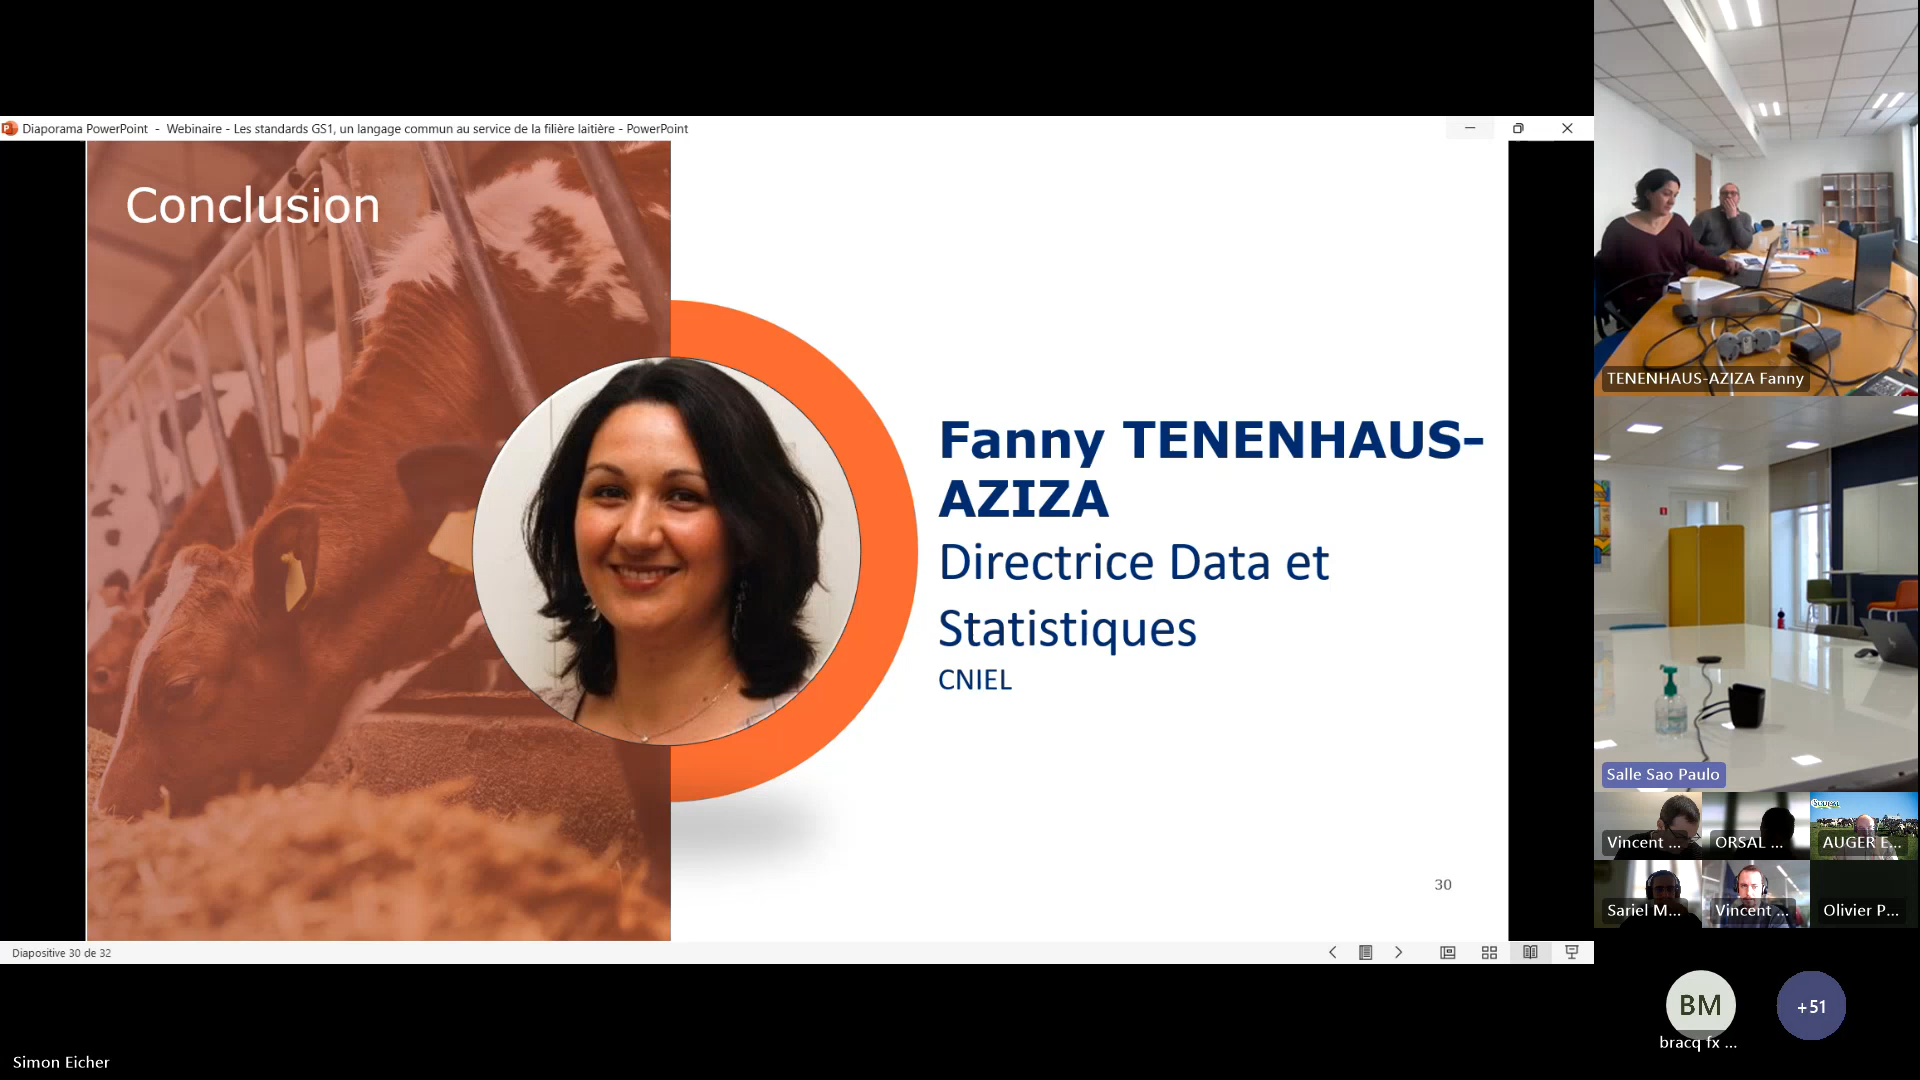 Diaporama PowerPoint - Webinaire - Les standards GS1, un langage commun au service de la filière laitière - PowerPoint
Conclusion
Fanny TENENHAUS-
AZIZA
Directrice Data et
Statistiques
CNIEL
30
Diapositive 30 de 32
Simon Eicher
TENENHAUS-AZIZA Fanny
Salle Sao Paulo
Vincent ...
ORSAL ...
AUGER E...
Sariel M...
Vincent ...
Olivier P...
BM
+51
bracq fx ...